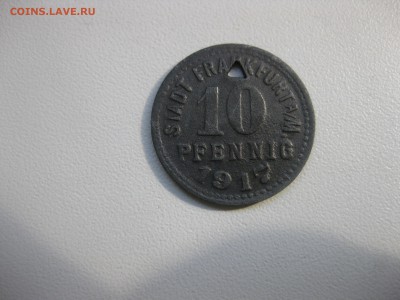 COINS.LAVE.RU
STADT FRANKFURT A/M.
10
PFENNIG
1917